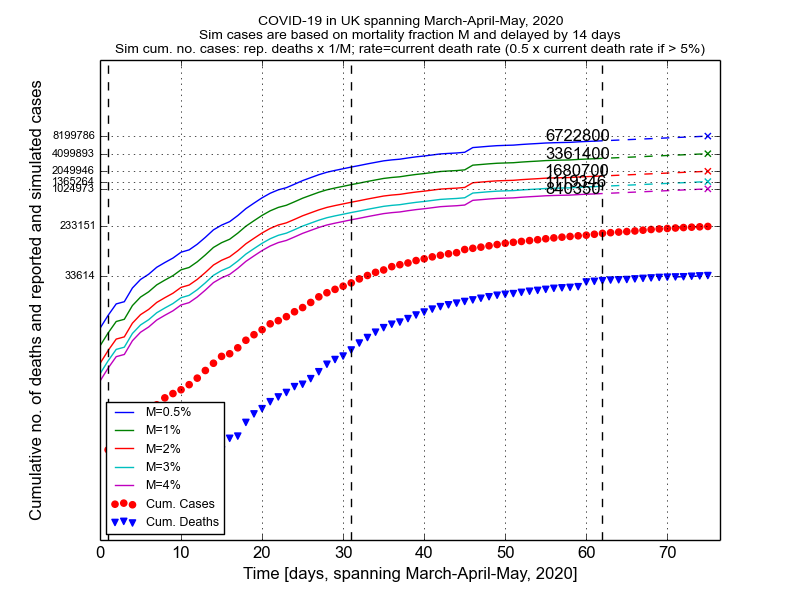 COVID-19 in UK spanning March-April-May, 2020
Sim cases are based on mortality fraction M and delayed by 14 days
Sim cum. no. cases: rep. deaths x 1/M; rate=current death rate (0.5 x current death rate if > 5%)
Cumulative no. of deaths and reported and simulated cases
8199786
4099893
2049946
1365264
1024973
233151
33614
6722800
3361400
1680700
1119346
840350
M=0.5%
M=1%
M=2%
M=3%
M=4%
Cum. Cases
Cum. Deaths
0 10 20 30 40 50 60 70
Time [days, spanning March-April-May, 2020]